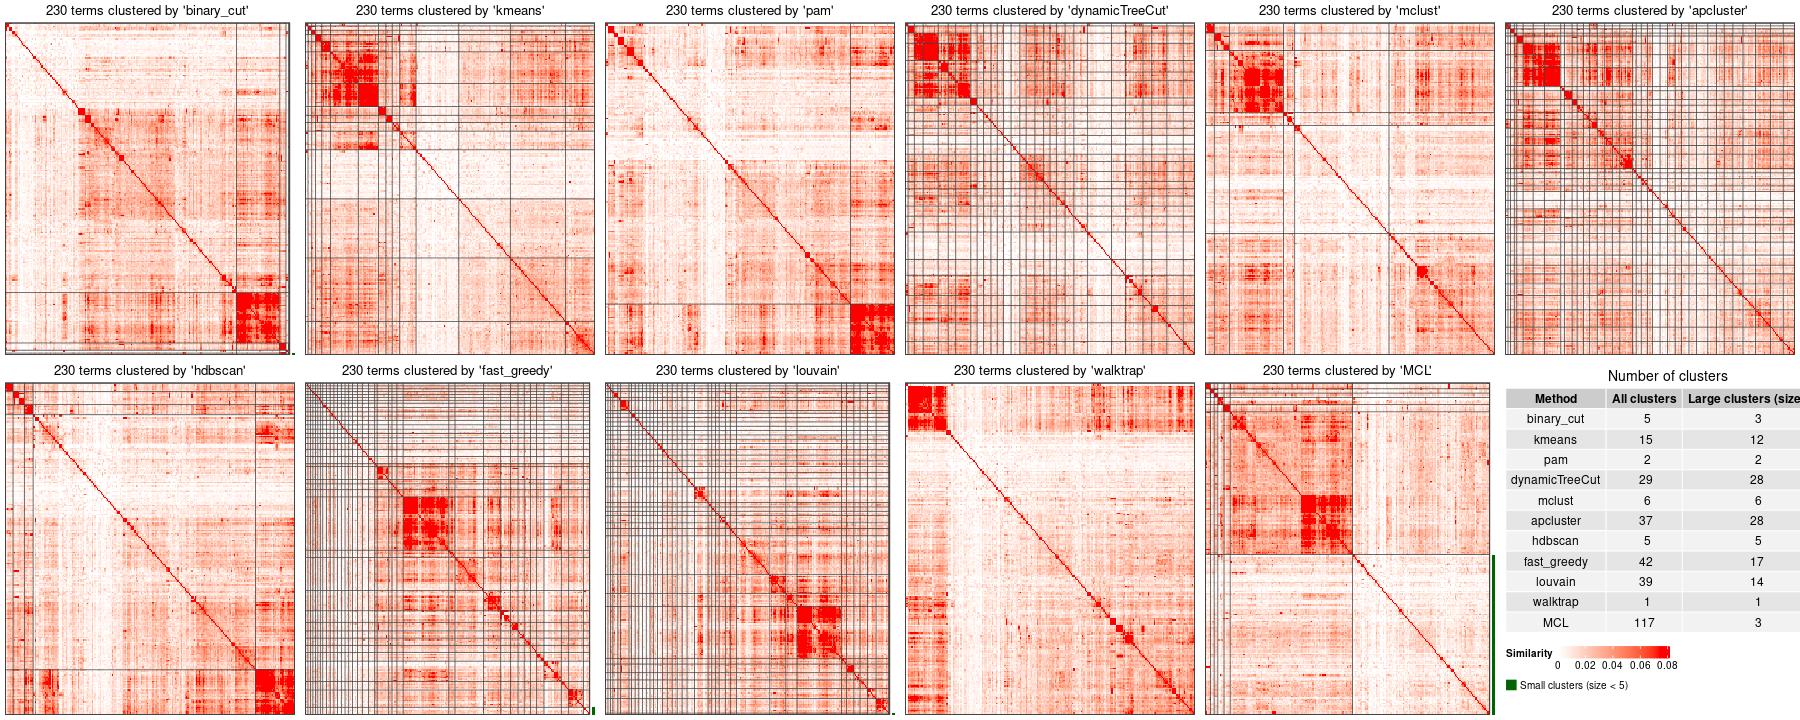 230 terms clustered by 'binary_cut'
230 terms clustered by 'kmeans'
230 terms clustered by 'pam'
230 terms clustered by 'dynamicTreeCut'
230 terms clustered by 'mclust'
230 terms clustered by 'apcluster'
230 terms clustered by 'hdbscan'
230 terms clustered by 'fast_greedy'
230 terms clustered by 'louvain'
230 terms clustered by 'walktrap'
230 terms clustered by 'MCL'
Number of clusters
Method All clusters Large clusters (size
binary_cut 5 3
kmeans 15 12
pam 2 2
dynamicTreeCut 29 28
mclust 6 6
apcluster 37 28
hdbscan 5 5
fast_greedy 42 17
louvain 39 14
walktrap 1 1
MCL 117 3
Similarity
0 0.02 0.04 0.06 0.08
Small clusters (size < 5)